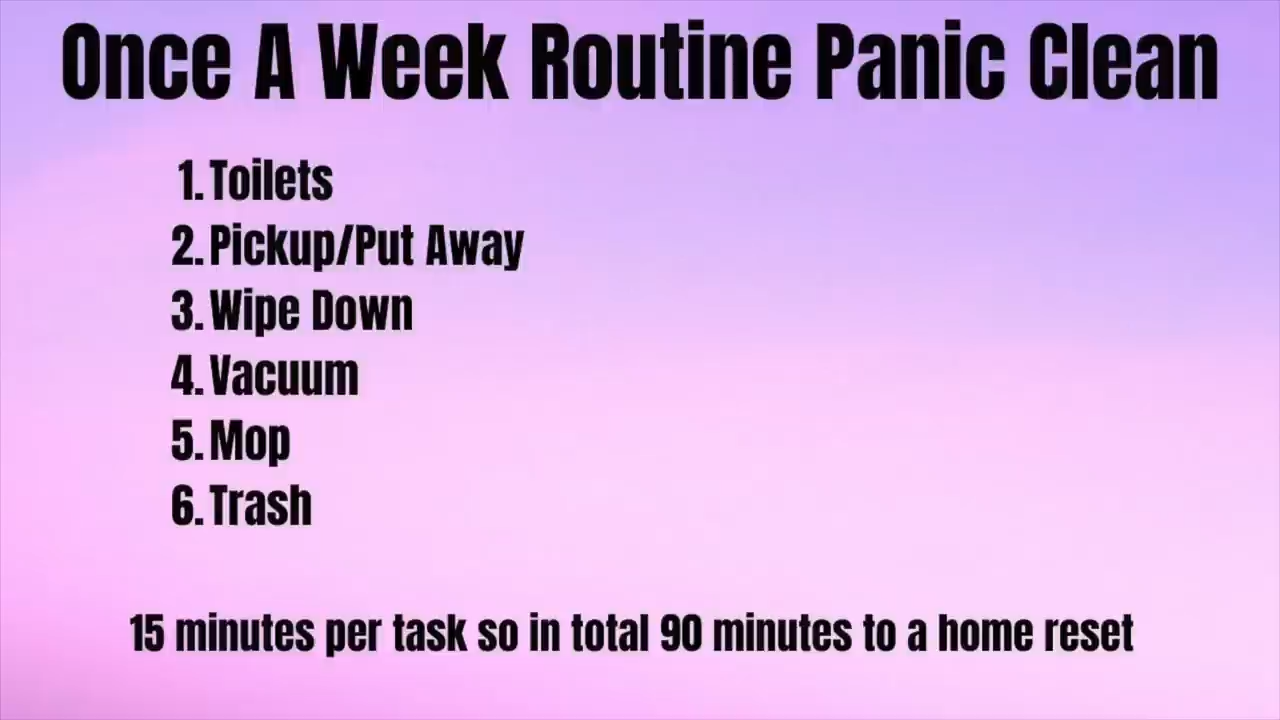 Once A Week Routine Panic Clean
1. Toilets
2. Pickup/Put Away
3. Wipe Down
4. Vacuum
5. Mop
6. Trash
15 minutes per task so in total 90 minutes to a home reset